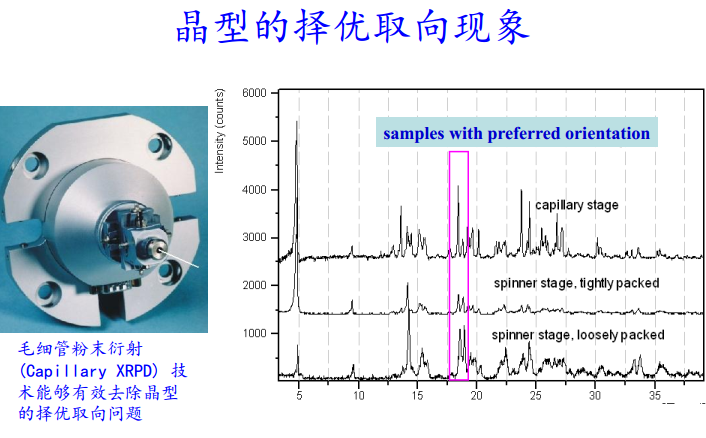 晶型的择优取向现象
毛细管粉末衍射
(Capillary XRPD) 技
术能够有效去除晶型
的择优取向问题
Intensity (counts)
6000
5000
4000
3000
2000
1000
samples with preferred orientation
capillary stage
spinner stage, tightly packed
spinner stage, loosely packed
5 10 15 20 25 30 35